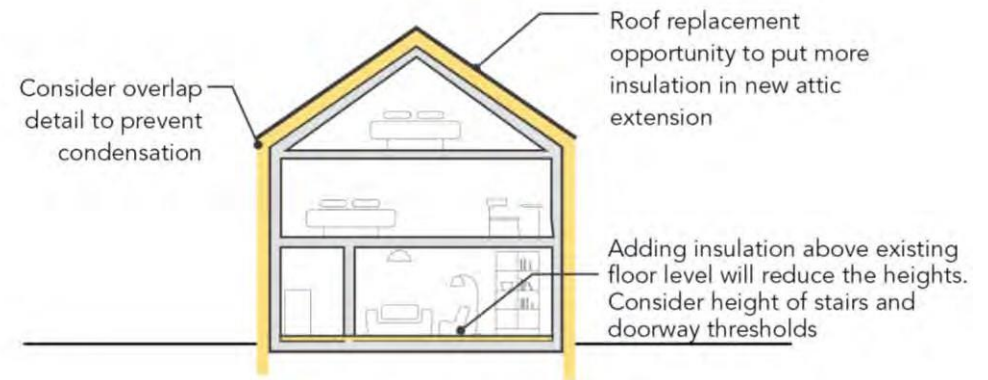 Roof replacement
opportunity to put more
insulation in new attic
extension
Consider overlap
detail to prevent
condensation
Adding insulation above existing
floor level will reduce the heights.
Consider height of stairs and
doorway thresholds